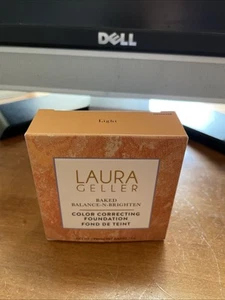 DELL
Light
LAURA
GELLER
BAKED
BALANCE-N-BRIGHTEN
COLOR CORRECTING
FOUNDATION
FOND DE TEINT